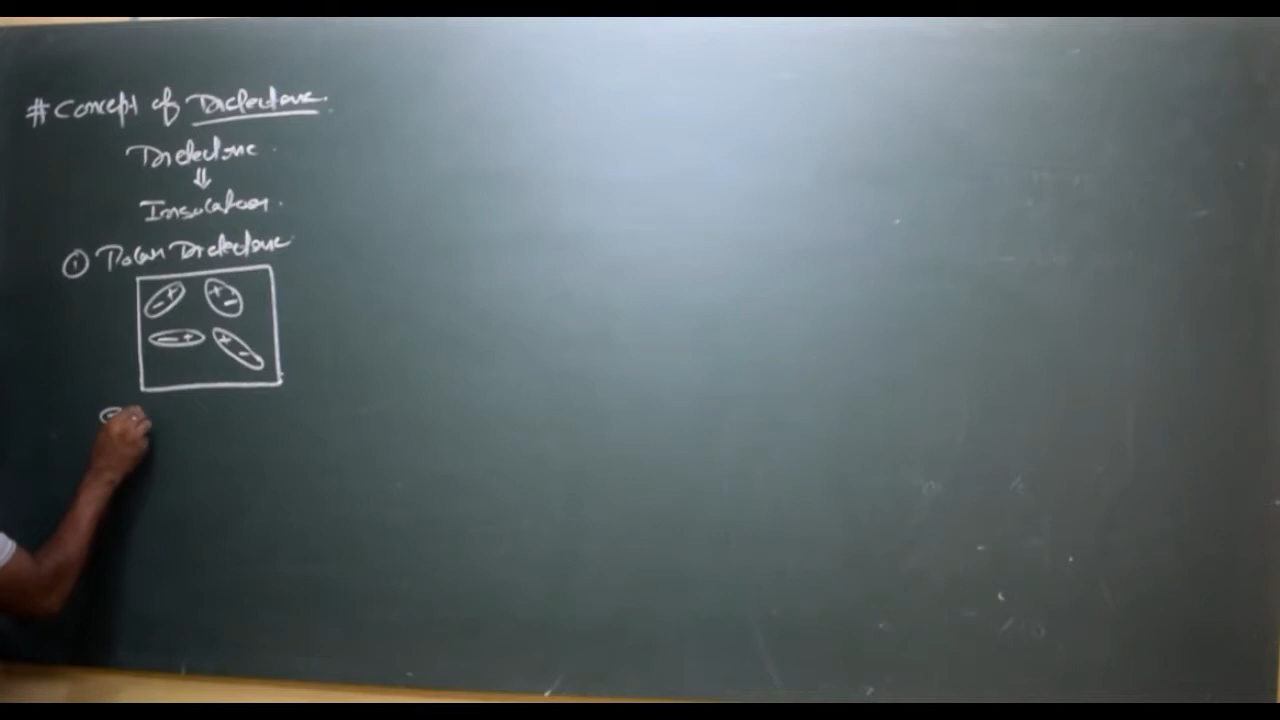 # Concept of Dielectric.
Dielectric.
⇓
Insulator.
① Polar Dielectric
- + + -
- + + -